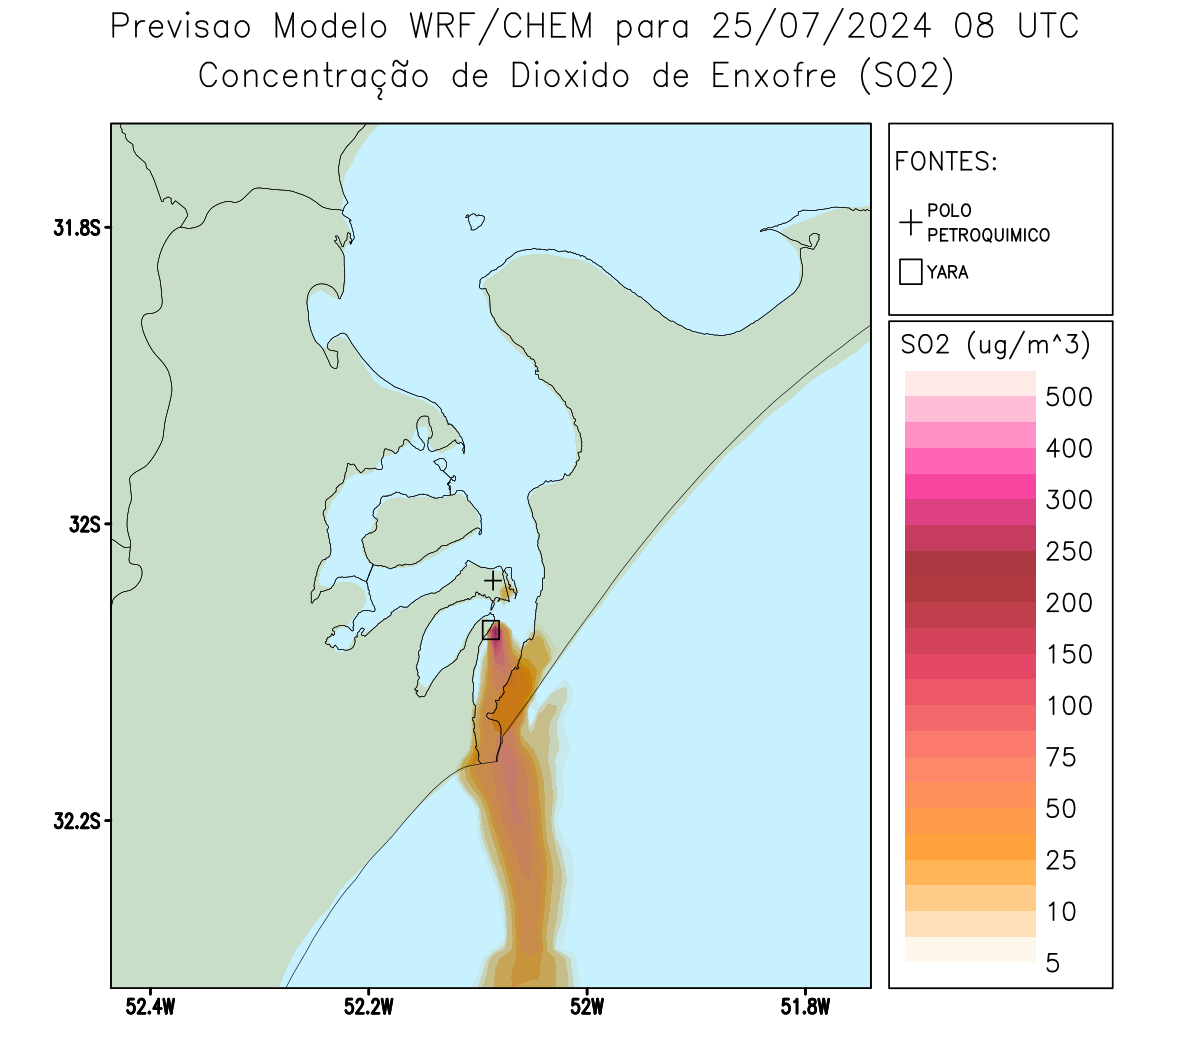 Previsao Modelo WRF/CHEM para 25/07/2024 08 UTC
Concentração de Dioxido de Enxofre (SO2)
FONTES:
POLO
PETROQUIMICO
YARA
31.8S
32S
32.2S
52.4W
52.2W
52W
51.8W
SO2 (ug/m^3)
500
400
300
250
200
150
100
75
50
25
10
5